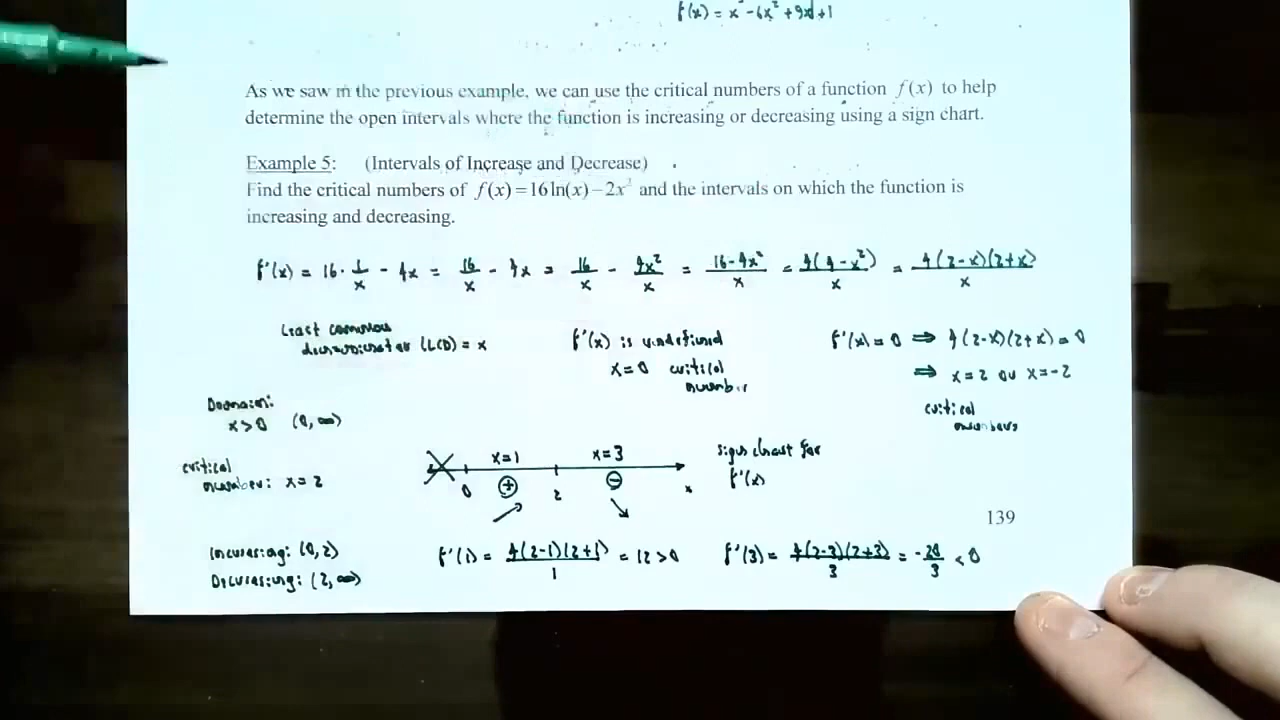 f(x) = x³ - 6x² + 9x + 1
As we saw in the previous example, we can use the critical numbers of a function f(x) to help
determine the open intervals where the function is increasing or decreasing using a sign chart.
Example 5: (Intervals of Increase and Decrease)
Find the critical numbers of f(x) = 16 ln(x) − 2x² and the intervals on which the function is
increasing and decreasing.
f'(x) = 16 · 1/x - 4x = 16/x - 4x = 16/x - 4x²/x = (16-4x²)/x = 4(4-x²)/x = 4(2-x)(2+x)/x
Least common
denominator (LCD) = x
f'(x) is undefined
x=0 critical
number
f'(x) = 0 ⇒ 4(2-x)(2+x) = 0
⇒ x=2 or x=-2
critical
numbers
Domain:
x>0 (0, ∞)
critical
number: x=2
x=1 x=3
0 ⊕ 2 ⊖ x
sign chart for
f'(x)
139
Increasing: (0,2)
Decreasing: (2, ∞)
f'(1) = 4(2-1)(2+1)/1 = 12 > 0
f'(3) = 4(2-3)(2+3)/3 = -20/3 < 0